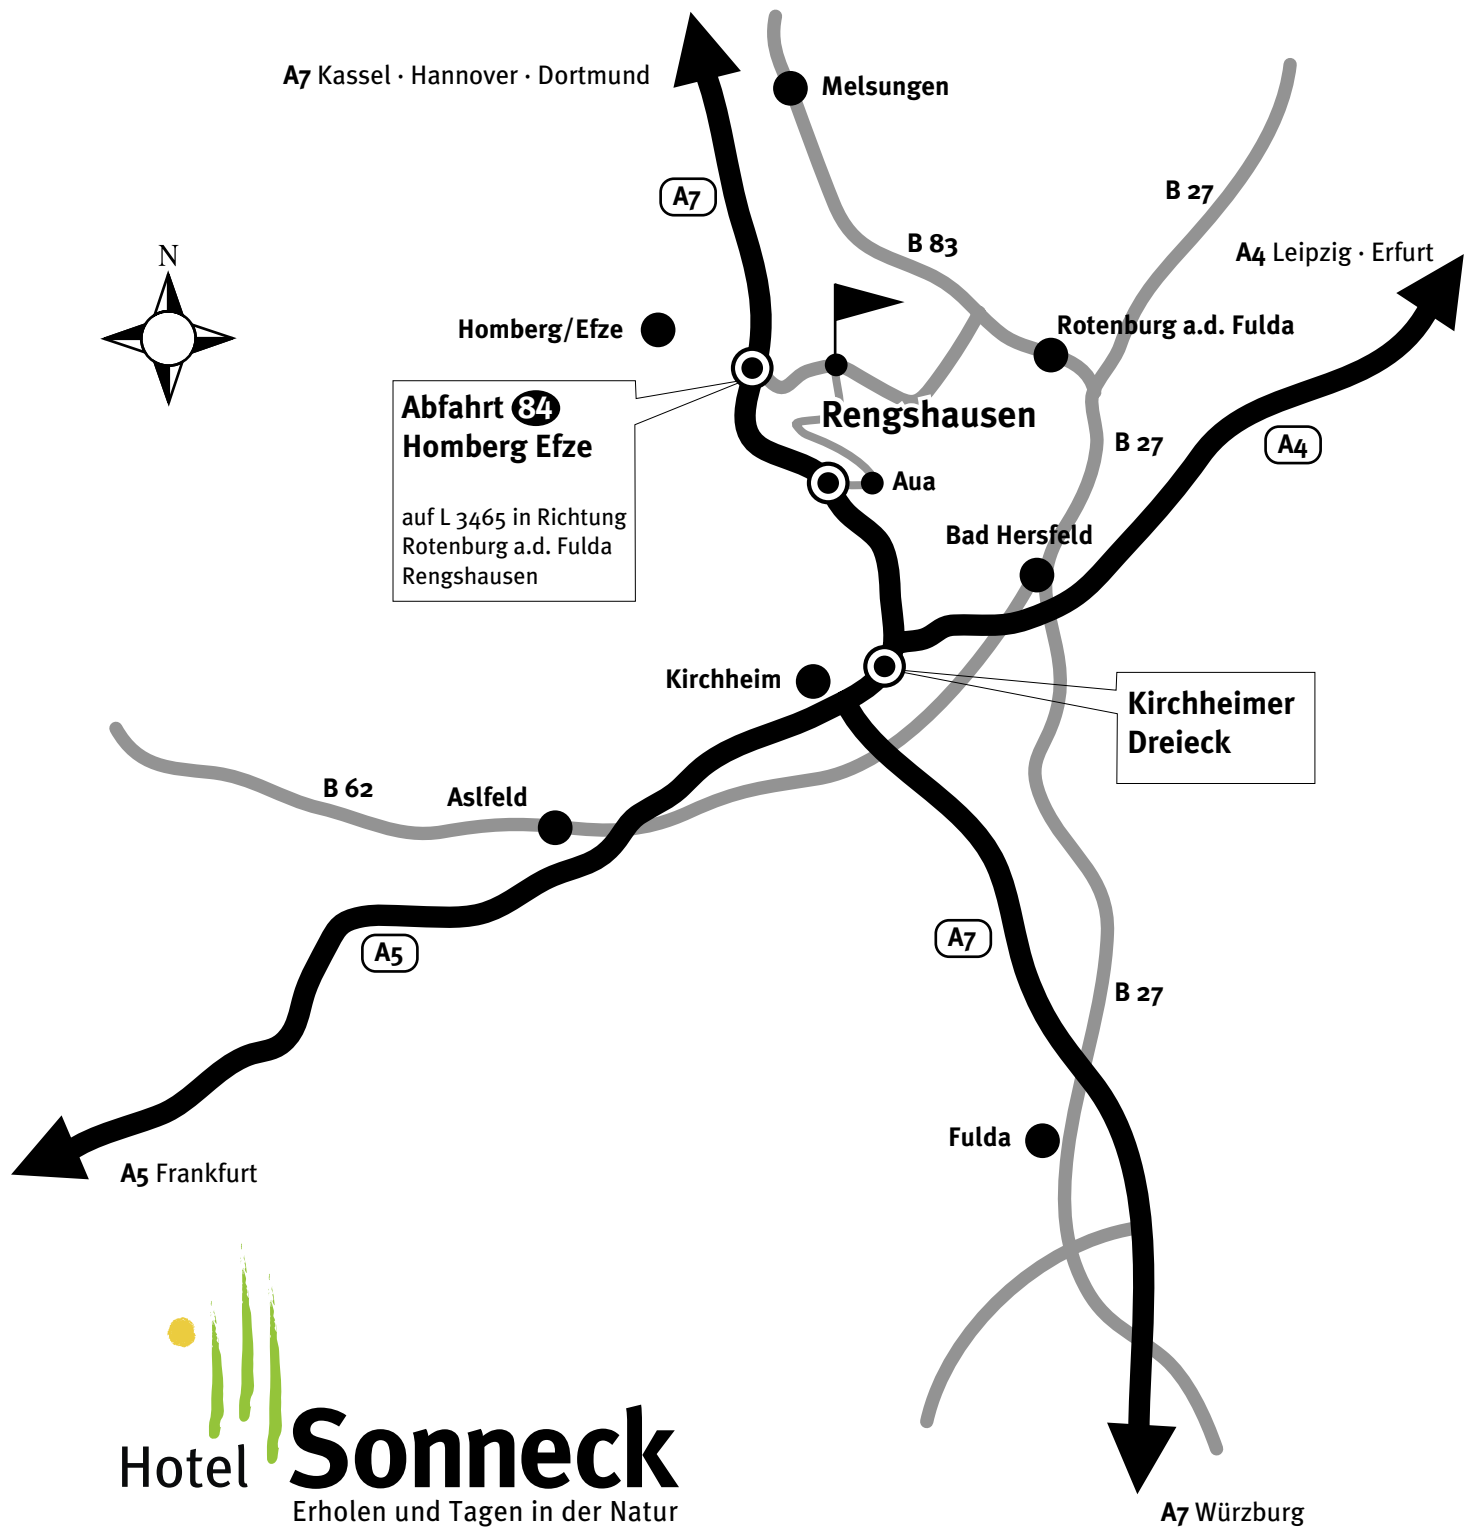 A7 Kassel · Hannover · Dortmund
Melsungen
A7
B 27
B 83
A4 Leipzig · Erfurt
N
Homberg/Efze
Rotenburg a.d. Fulda
Abfahrt 84
Homberg Efze
auf L 3465 in Richtung
Rotenburg a.d. Fulda
Rengshausen
Rengshausen
B 27
A4
Aua
Bad Hersfeld
Kirchheim
Kirchheimer
Dreieck
B 62
Aslfeld
A5
A7
B 27
Fulda
A5 Frankfurt
Hotel Sonneck
Erholen und Tagen in der Natur
A7 Würzburg